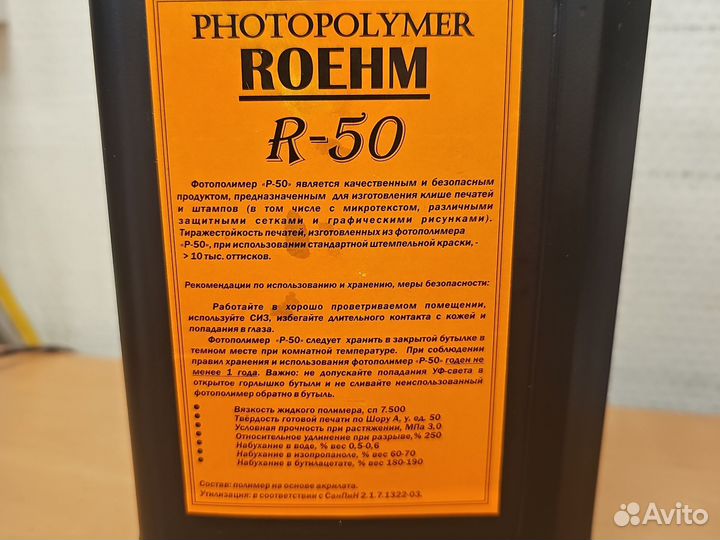 PHOTOPOLYMER
ROEHM
R-50
Фотополимер «Р-50» является качественным и безопасным
продуктом, предназначенным для изготовления клише печатей
и штампов (в том числе с микротекстом, различными
защитными сетками и графическими рисунками).
Тиражестойкость печатей, изготовленных из фотополимера
«Р-50», при использовании стандартной штемпельной краски, -
> 10 тыс. оттисков.
Рекомендации по использованию и хранению, меры безопасности:
Работайте в хорошо проветриваемом помещении,
используйте СИЗ, избегайте длительного контакта с кожей и
попадания в глаза.
Фотополимер «Р-50» следует хранить в закрытой бутылке в
темном месте при комнатной температуре. При соблюдении
правил хранения и использования фотополимер «Р-50» годен не
менее 1 года. Важно: не допускайте попадания УФ-света в
открытое горлышко бутыли и не сливайте неиспользованный
фотополимер обратно в бутыль.
Вязкость жидкого полимера, сп 7.500
Твёрдость готовой печати по Шору А, у. ед. 50
Условная прочность при растяжении, МПа 3,0
Относительное удлинение при разрыве,% 250
Набухание в воде, % вес 0,5-0,6
Набухание в изопропаноле, % вес 60-70
Набухание в бутилацетате, % вес 180-190
Состав: полимер на основе акрилата.
Утилизация: в соответствии с СанПиН 2.1.7.1322-03.
Avito